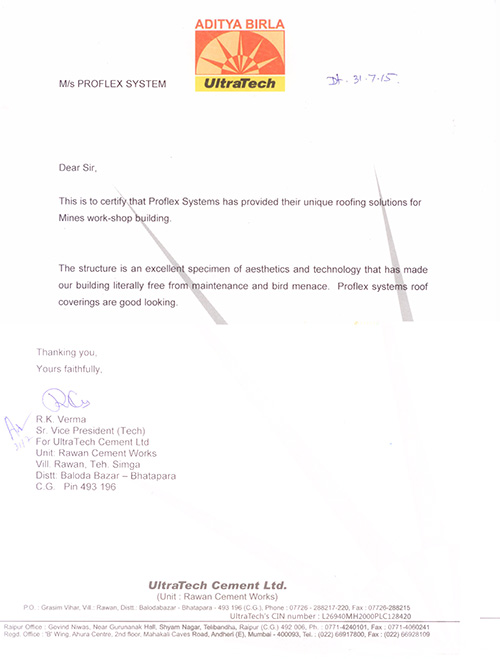 ADITYA BIRLA
UltraTech
M/s PROFLEX SYSTEM
Dt. 31-7-15.
Dear Sir,
This is to certify that Proflex Systems has provided their unique roofing solutions for
Mines work-shop building.
The structure is an excellent specimen of aesthetics and technology that has made
our building literally free from maintenance and bird menace. Proflex systems roof
coverings are good looking.
Thanking you,
Yours faithfully,
R.K. Verma
Sr. Vice President (Tech)
For UltraTech Cement Ltd
Unit: Rawan Cement Works
Vill. Rawan, Teh. Simga
Distt: Baloda Bazar – Bhatapara
C.G. Pin 493 196
UltraTech Cement Ltd.
(Unit : Rawan Cement Works)
P.O. : Grasim Vihar, Vill : Rawan, Distt.: Balodabazar - Bhatapara - 493 196 (C.G.), Phone : 07726 - 288217-220, Fax : 07726-288215
UltraTech's CIN number : L26940MH2000PLC128420
Raipur Office : Govind Niwas, Near Gurunanak Hall, Shyam Nagar, Telibandha, Raipur (C.G.) 492 006, Ph. : 0771-4240101, Fax : 0771-4060241
Regd. Office : 'B' Wing, Ahura Centre, 2nd floor, Mahakali Caves Road, Andheri (E), Mumbai - 400093, Tel. : (022) 66917800, Fax : (022) 66928109